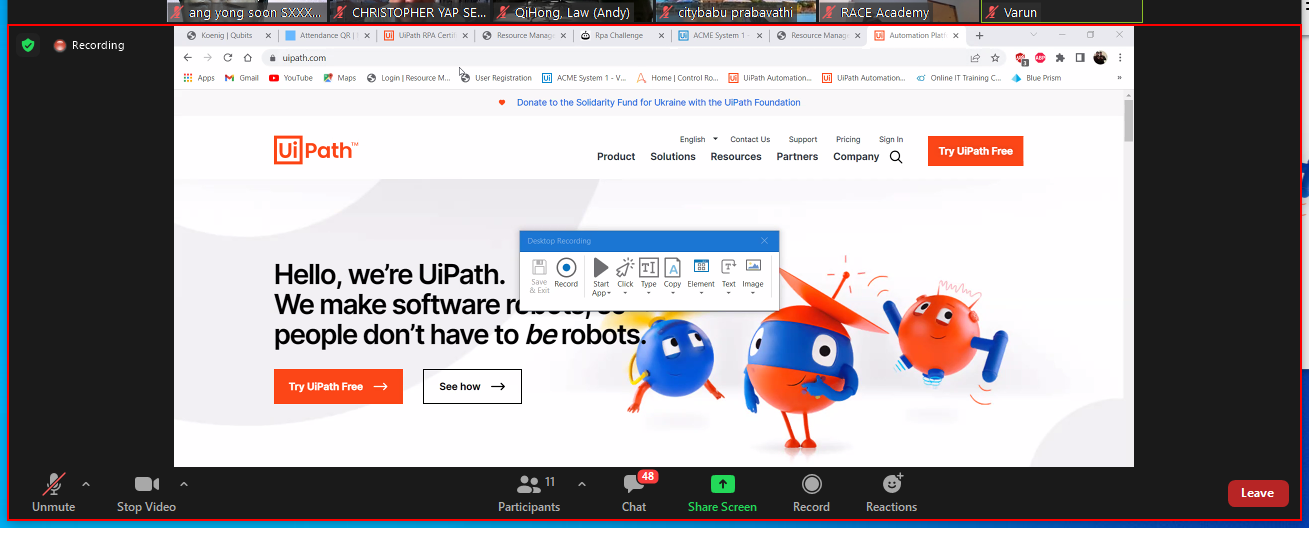 ang yong soon SXXX...
CHRISTOPHER YAP SE...
QiHong, Law (Andy)
citybabu prabavathi
RACE Academy
Varun
Recording
Koenig | Qubits
Attendance QR | 
UiPath RPA Certifi
Resource Manag
Rpa Challenge
ACME System 1 -
Resource Manag
Automation Platf
uipath.com
Apps
Gmail
YouTube
Maps
Login | Resource M...
User Registration
ACME System 1 - V...
Home | Control Ro...
UiPath Automation...
UiPath Automation...
Online IT Training C...
Blue Prism
Donate to the Solidarity Fund for Ukraine with the UiPath Foundation
English
Contact Us
Support
Pricing
Sign In
UiPath™
Product
Solutions
Resources
Partners
Company
Try UiPath Free
Desktop Recording
Save & Exit
Record
Start App
Click
Type
Copy
Element
Text
Image
Hello, we're UiPath.
We make software robots, so
people don't have to be robots.
Try UiPath Free
See how
Unmute
Stop Video
Participants
11
Chat
48
Share Screen
Record
Reactions
Leave